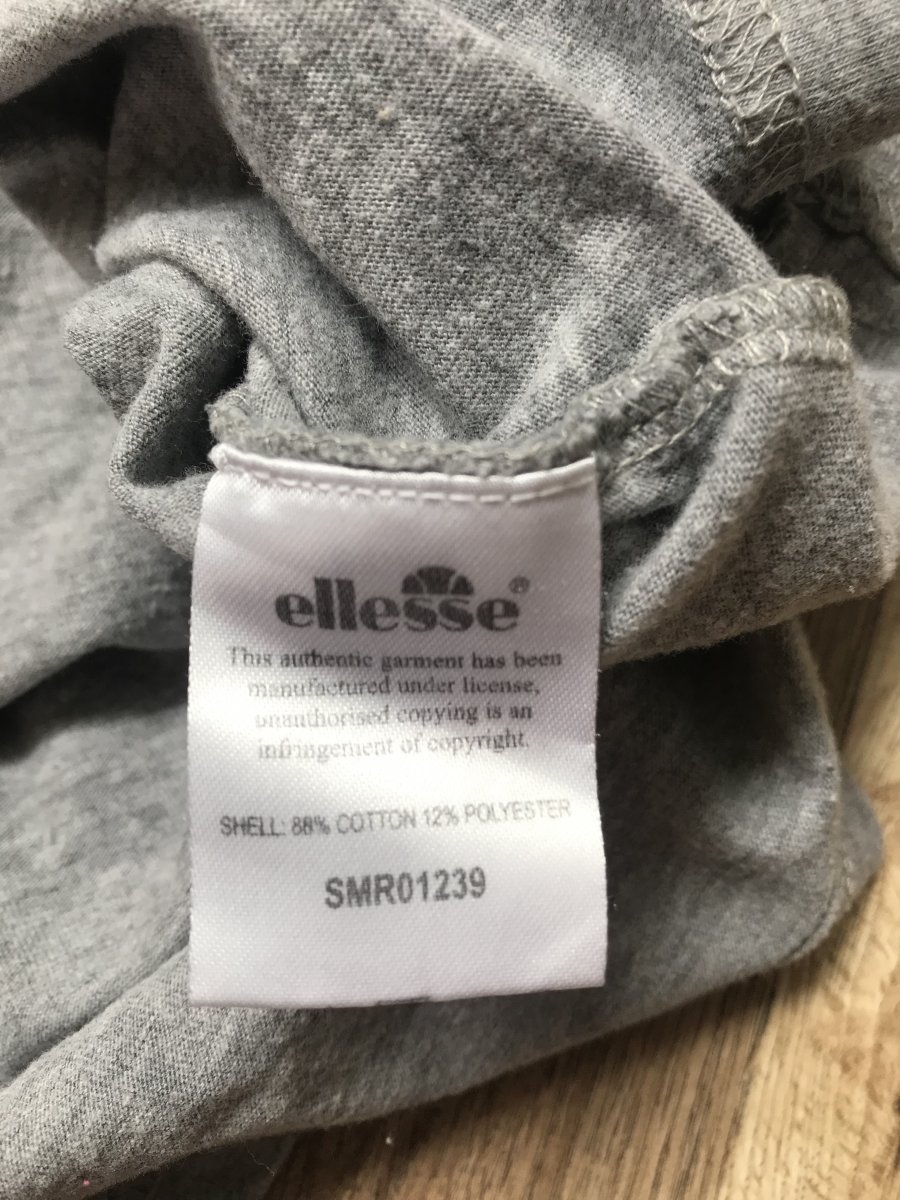 ellesse®
This authentic garment has been
manufactured under license,
unauthorised copying is an
infringement of copyright.
SHELL: 88% COTTON 12% POLYESTER
SMR01239